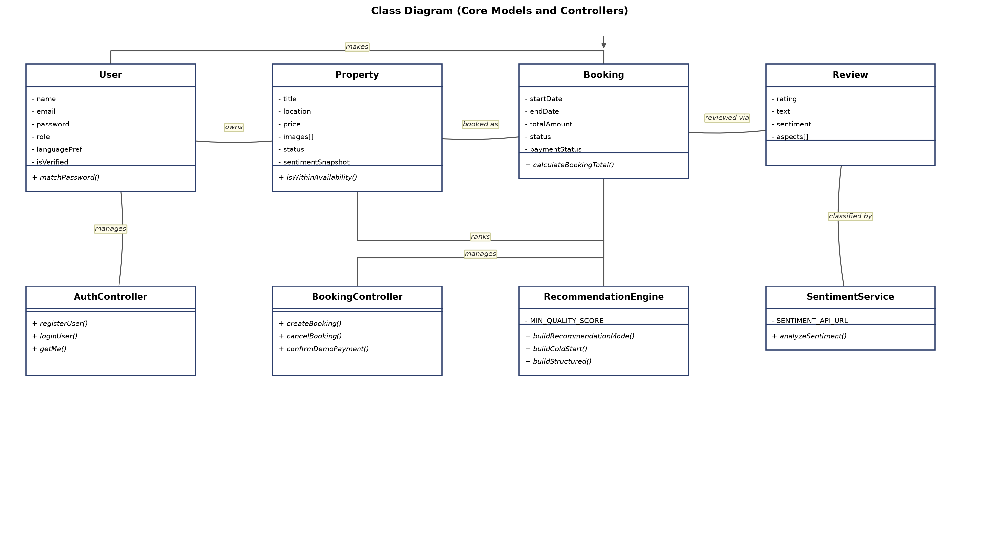 Class Diagram (Core Models and Controllers)
makes
User
- name
- email
- password
- role
- languagePref
- isVerified
+ matchPassword()
owns
Property
- title
- location
- price
- images[]
- status
- sentimentSnapshot
+ isWithinAvailability()
booked as
Booking
- startDate
- endDate
- totalAmount
- status
- paymentStatus
+ calculateBookingTotal()
reviewed via
Review
- rating
- text
- sentiment
- aspects[]
manages
ranks
manages
classified by
AuthController
+ registerUser()
+ loginUser()
+ getMe()
BookingController
+ createBooking()
+ cancelBooking()
+ confirmDemoPayment()
RecommendationEngine
- MIN_QUALITY_SCORE
+ buildRecommendationMode()
+ buildColdStart()
+ buildStructured()
SentimentService
- SENTIMENT_API_URL
+ analyzeSentiment()